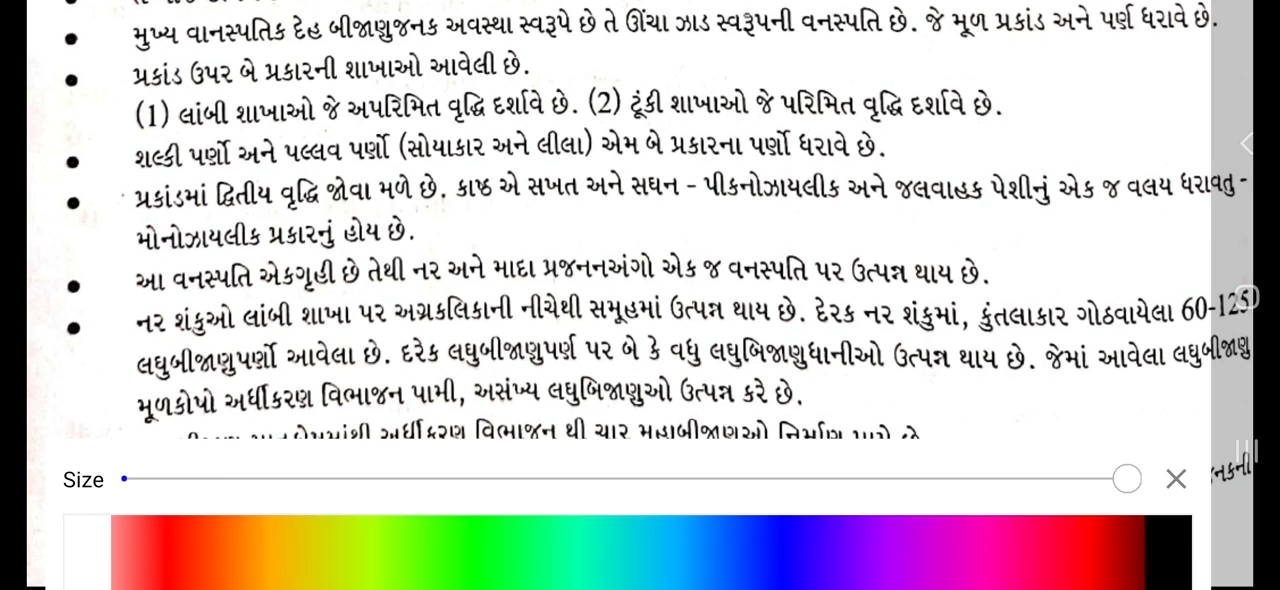 મુખ્ય વાનસ્પતિક દેહ બીજાણુજનક અવસ્થા સ્વરૂપે છે તે ઊંચા ઝાડ સ્વરૂપની વનસ્પતિ છે. જે મૂળ પ્રકાંડ અને પર્ણ ધરાવે છે.
પ્રકાંડ ઉપર બે પ્રકારની શાખાઓ આવેલી છે.
(1) લાંબી શાખાઓ જે અપરિમિત વૃદ્ધિ દર્શાવે છે. (2) ટૂંકી શાખાઓ જે પરિમિત વૃદ્ધિ દર્શાવે છે.
શલ્કી પર્ણો અને પલ્લવ પર્ણો (સોયાકાર અને લીલા) એમ બે પ્રકારના પર્ણો ધરાવે છે.
પ્રકાંડમાં દ્વિતીય વૃદ્ધિ જોવા મળે છે. કાષ્ઠ એ સખત અને સઘન - પીકનોઝાયલીક અને જલવાહક પેશીનું એક જ વલય ધરાવતુ -
મોનોઝાયલીક પ્રકારનું હોય છે.
આ વનસ્પતિ એકગૃહી છે તેથી નર અને માદા પ્રજનનઅંગો એક જ વનસ્પતિ પર ઉત્પન્ન થાય છે.
નર શંકુઓ લાંબી શાખા પર અગ્રકલિકાની નીચેથી સમૂહમાં ઉત્પન્ન થાય છે. દેરક નર શંકુમાં, કુંતલાકાર ગોઠવાયેલા 60-125
લઘુબીજાણુપર્ણો આવેલા છે. દરેક લઘુબીજાણુપર્ણ પર બે કે વધુ લઘુબિજાણુધાનીઓ ઉત્પન્ન થાય છે. જેમાં આવેલા લઘુબીજાણુ
મૂળકોષો અર્ધીકરણ વિભાજન પામી, અસંખ્ય લઘુબિજાણુઓ ઉત્પન્ન કરે છે.
અર્ધીકરણ વિભાજન થી ચાર મહાબીજાણુઓ નિર્માણ પામે છે
Size